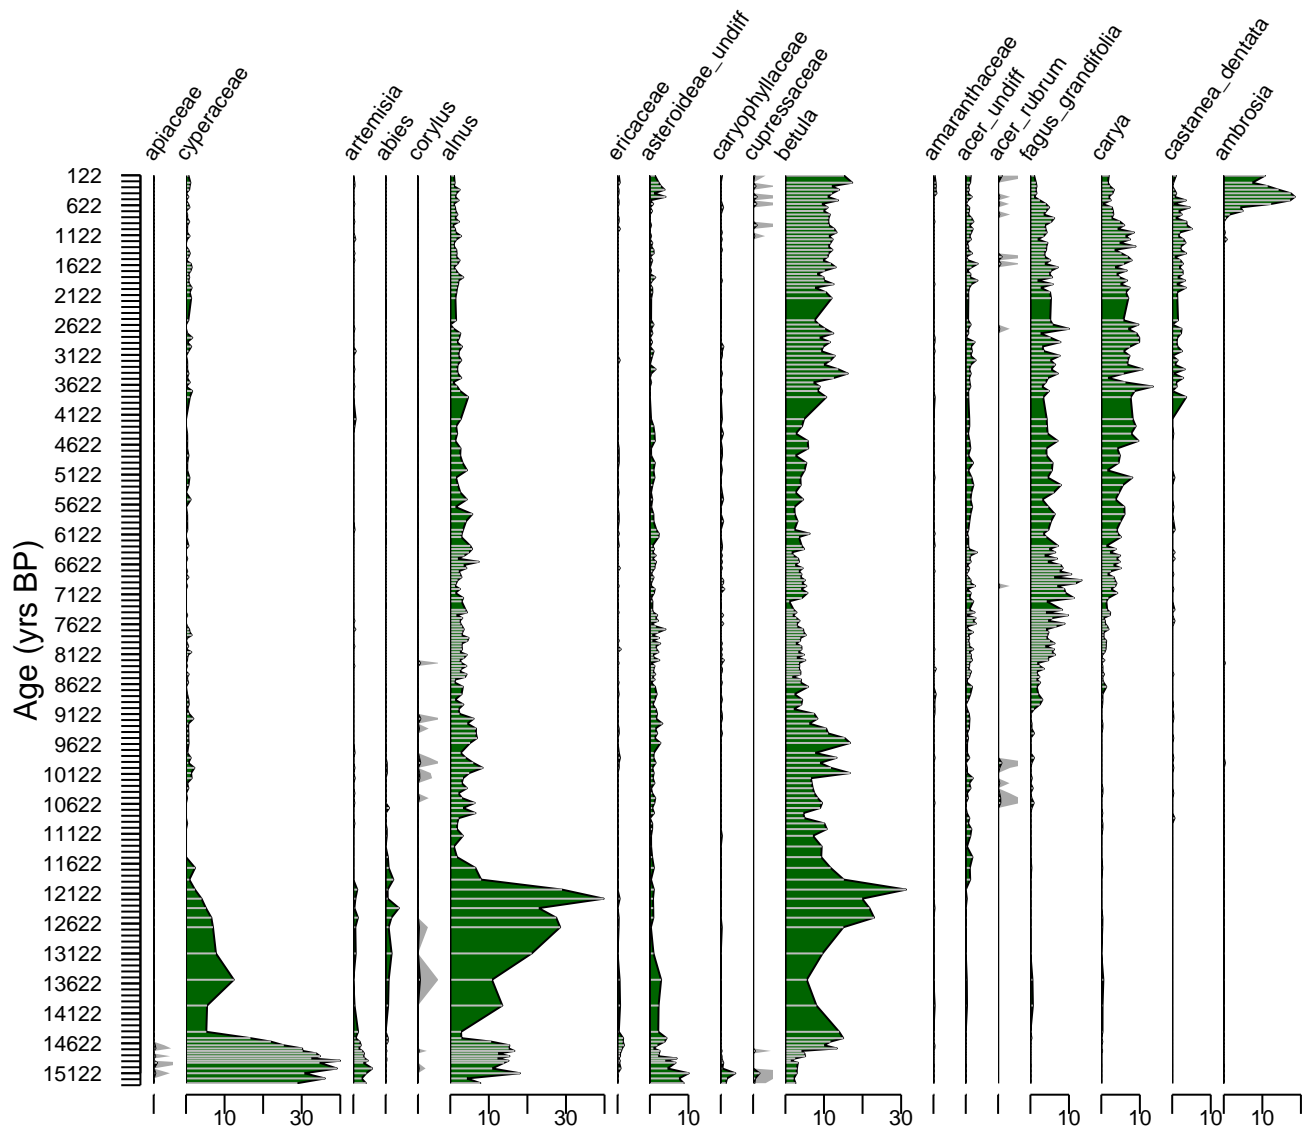 apiaceae
cyperaceae
artemisia
abies
corylus
alnus
ericaceae
asteroideae_undiff
caryophyllaceae
cupressaceae
betula
amaranthaceae
acer_undiff
acer_rubrum
fagus_grandifolia
carya
castanea_dentata
ambrosia
Age (yrs BP)
122
622
1122
1622
2122
2622
3122
3622
4122
4622
5122
5622
6122
6622
7122
7622
8122
8622
9122
9622
10122
10622
11122
11622
12122
12622
13122
13622
14122
14622
15122
10 30 10 30 10 10 30 10 10 10 10